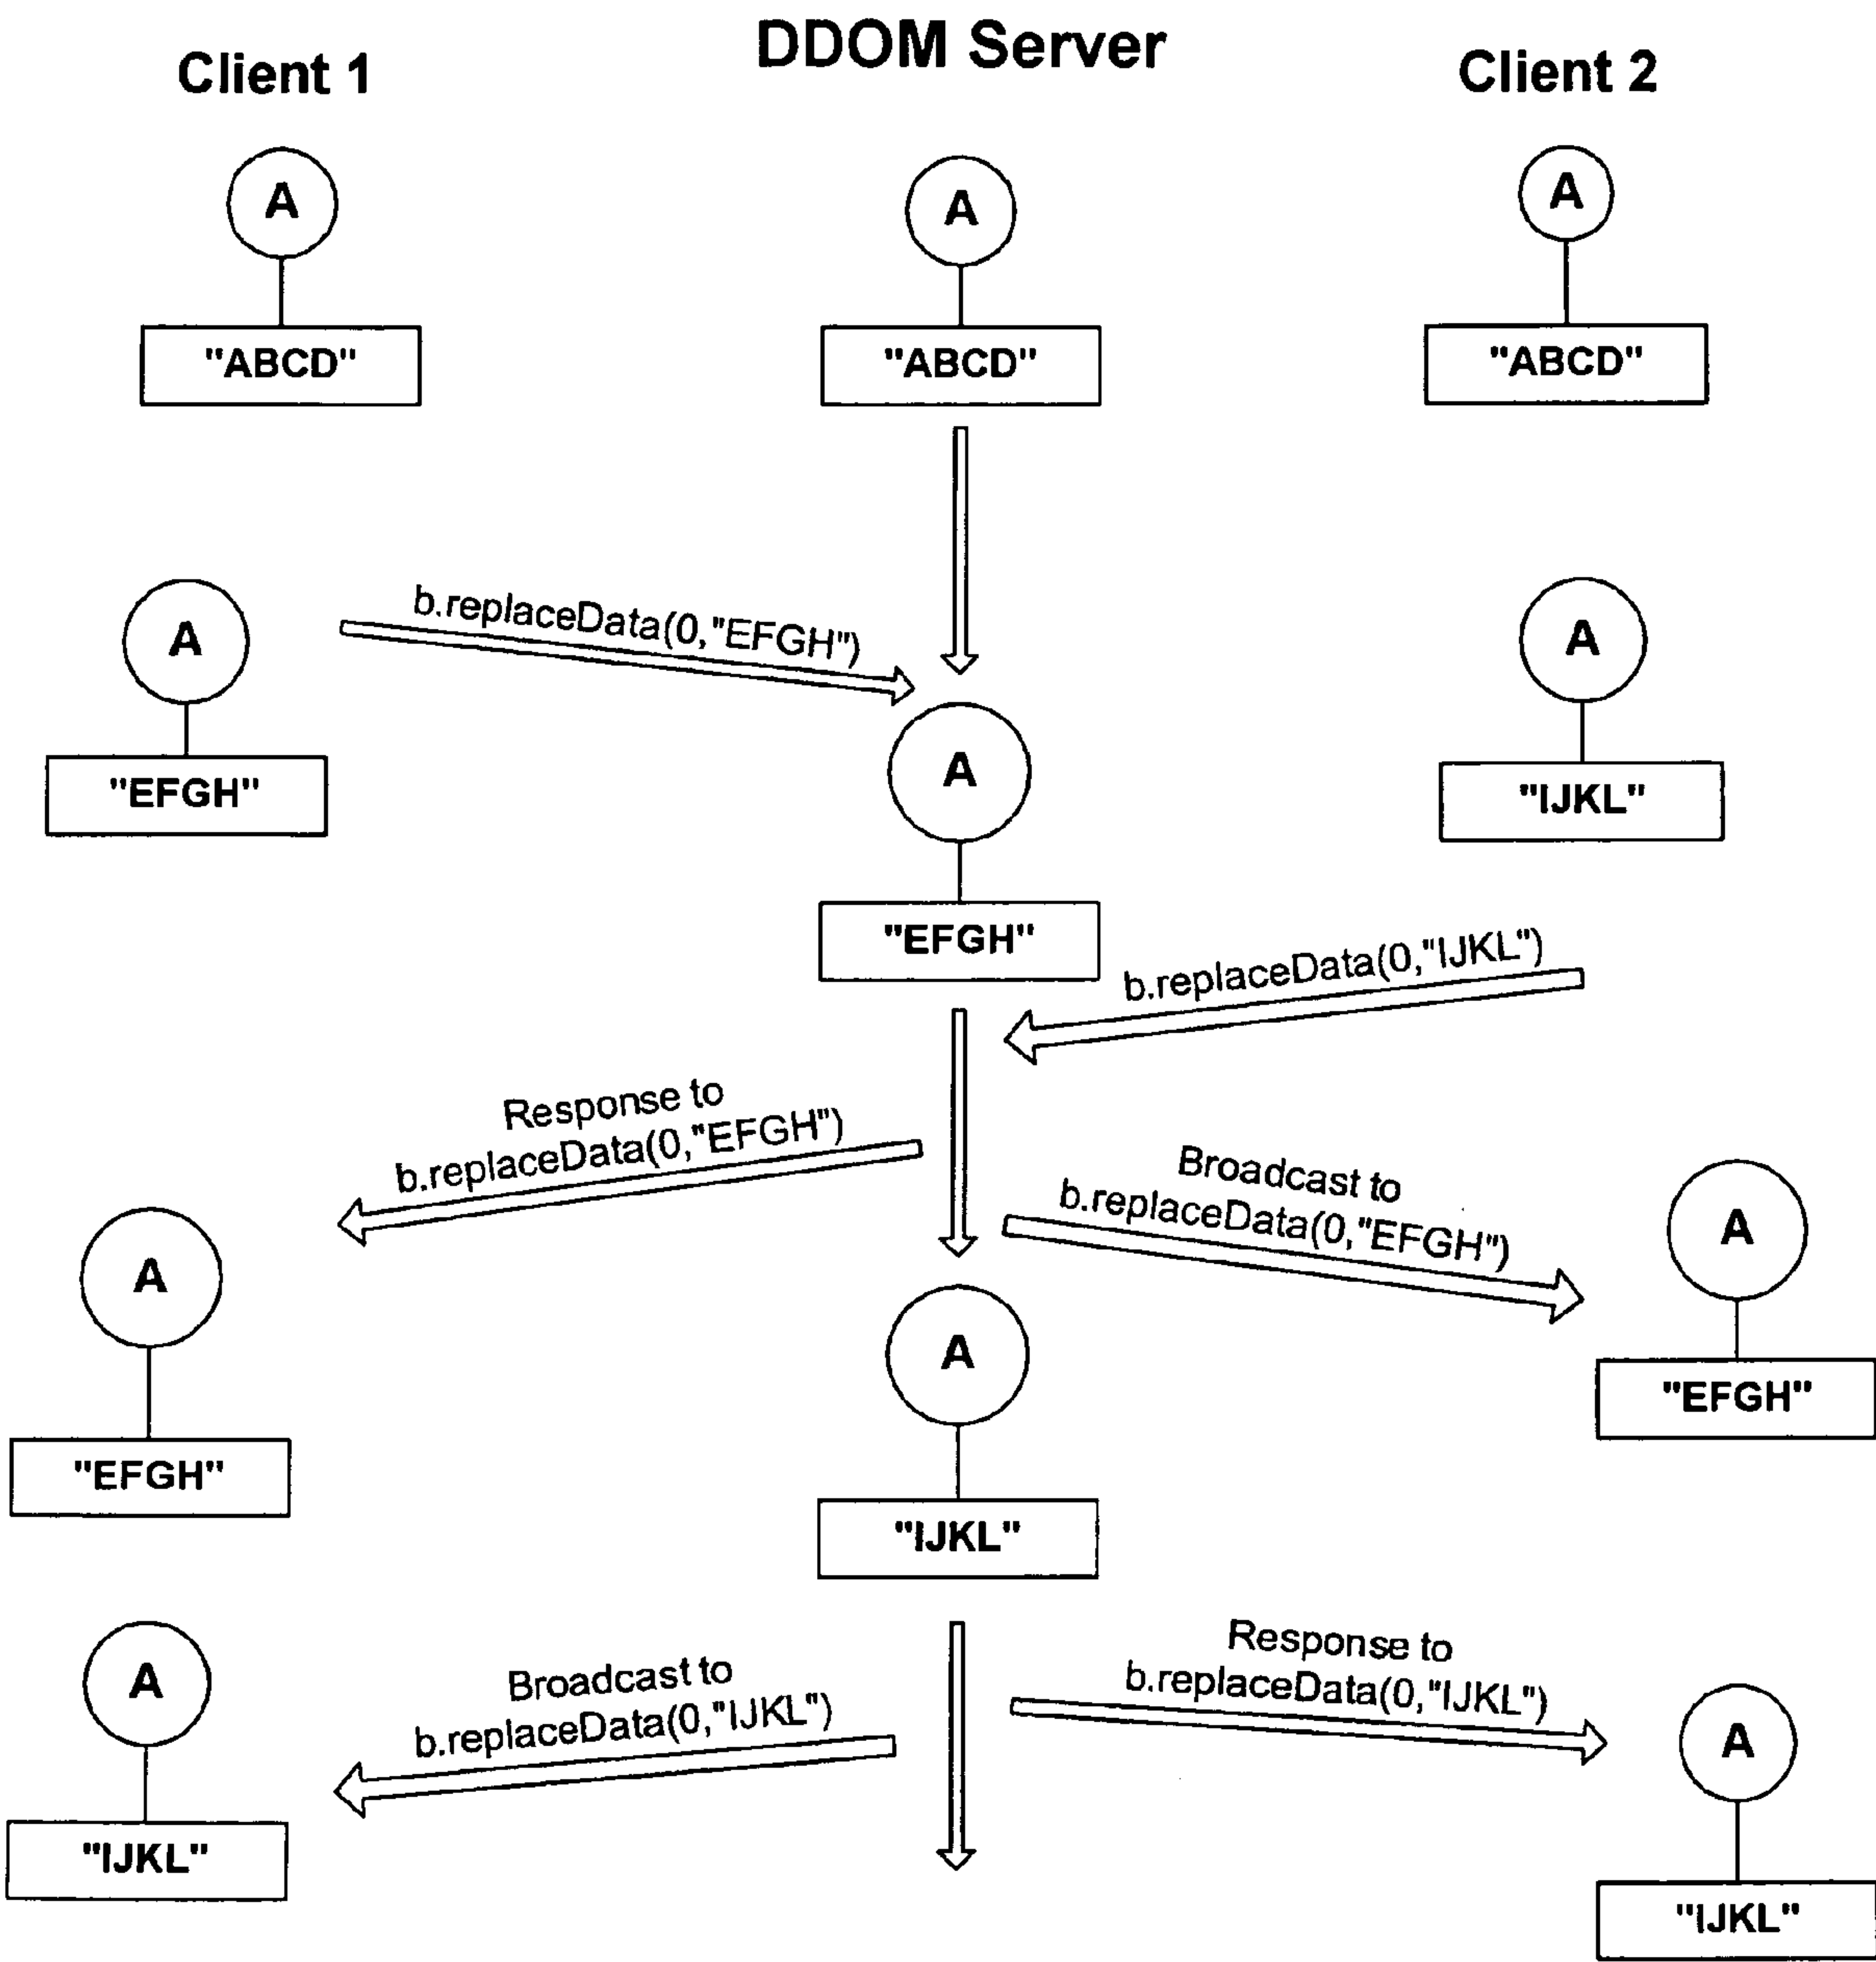 DDOM Server
Client 1
Client 2
A
A
A
"ABCD"
"ABCD"
"ABCD"
b.replaceData(0,"EFGH")
A
A
A
"EFGH"
"IJKL"
"EFGH"
b.replaceData(0,"IJKL")
Response to
b.replaceData(0,"EFGH")
Broadcast to
b.replaceData(0,"EFGH")
A
A
A
"EFGH"
"EFGH"
"IJKL"
Broadcast to
b.replaceData(0,"IJKL")
Response to
b.replaceData(0,"IJKL")
A
A
"IJKL"
"IJKL"